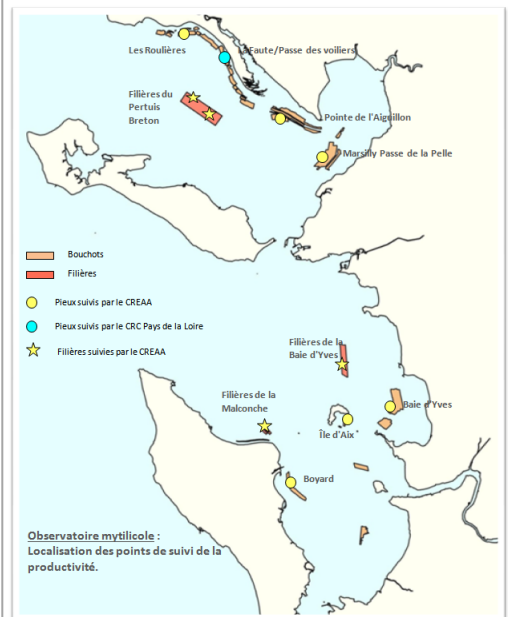 Les Roulières
Faute/Passe des voiliers
Filières du
Pertuis
Breton
Pointe de l'Aiguillon
Marsilly Passe de la Pelle
Bouchots
Filières
Pieux suivis par le CREAA
Pieux suivis par le CRC Pays de la Loire
Filières suivies par le CREAA
Filières de la
Baie d'Yves
Filières de la
Malconche
Baie d'Yves
Île d'Aix
Boyard
Observatoire mytilicole :
Localisation des points de suivi de la
productivité.